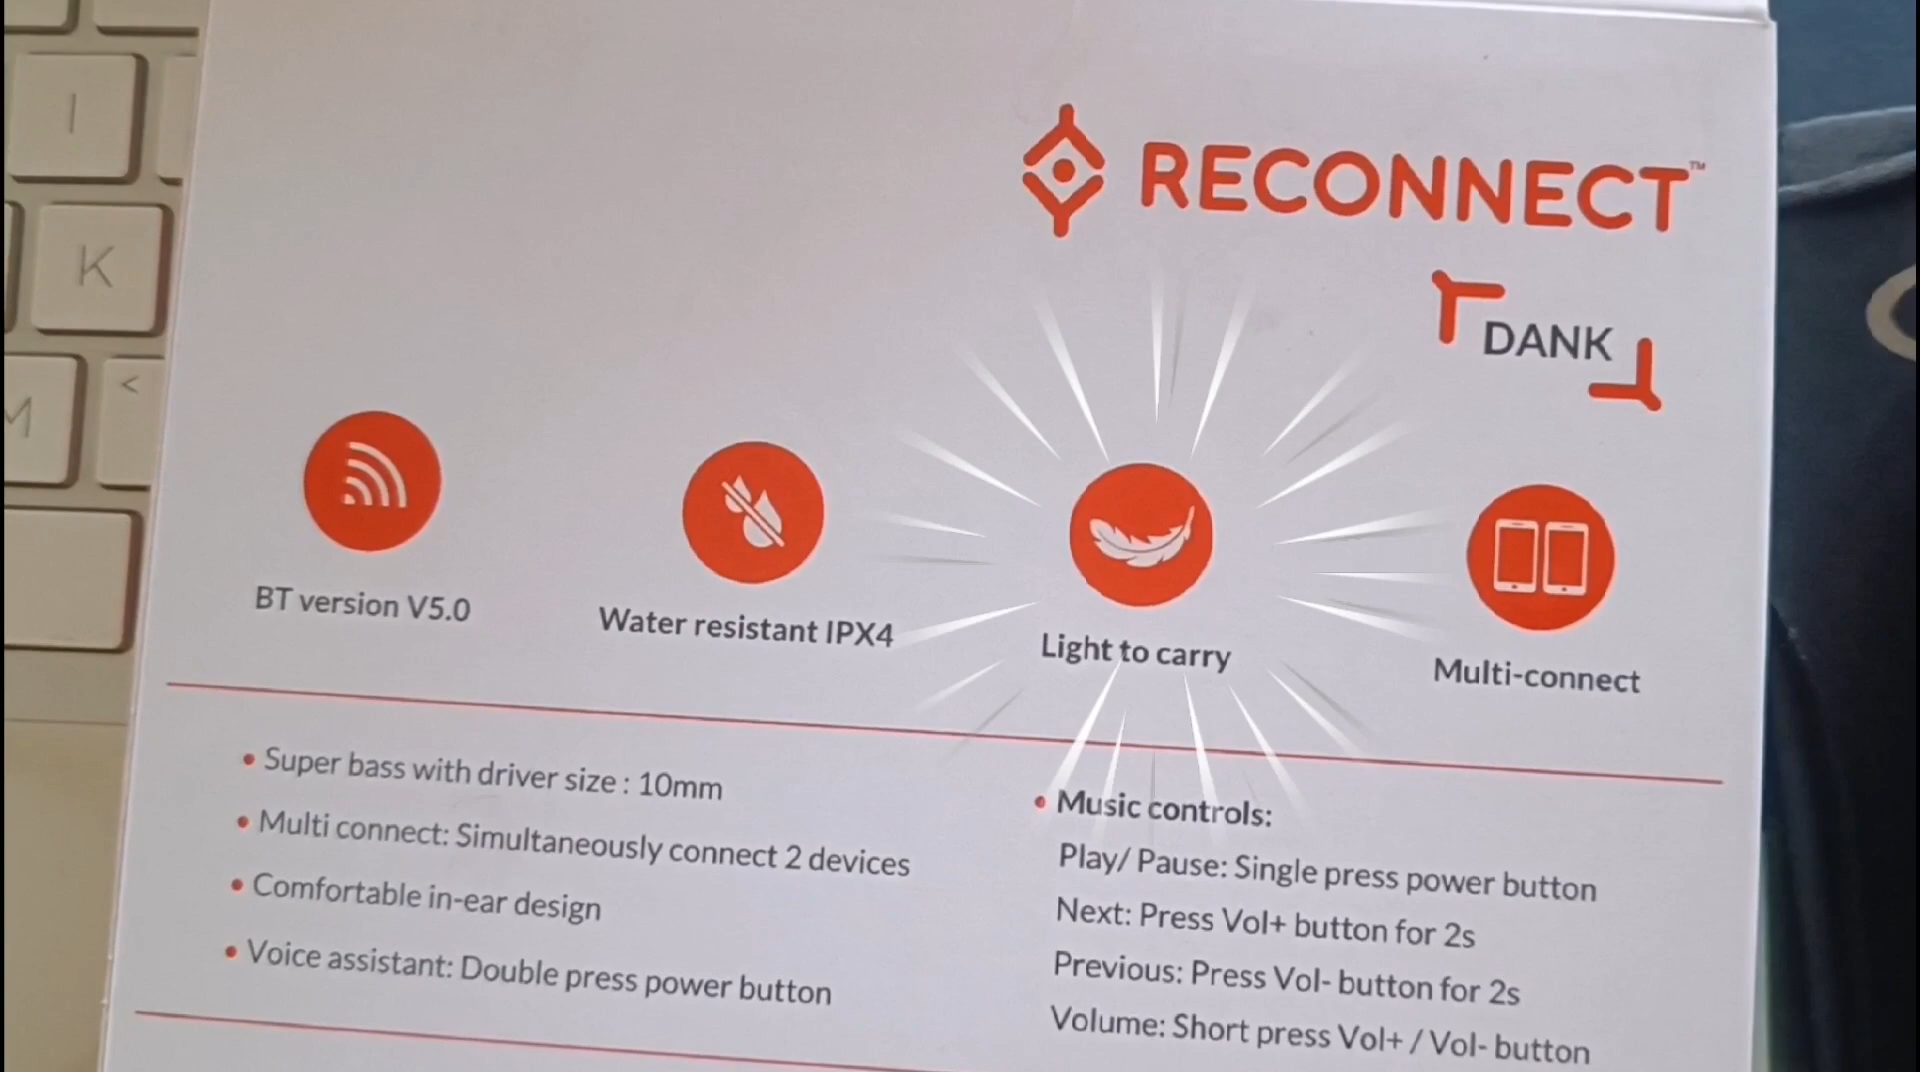 I
K
M
<
RECONNECT™
DANK
BT version V5.0
Water resistant IPX4
Light to carry
Multi-connect
• Super bass with driver size : 10mm
• Multi connect: Simultaneously connect 2 devices
• Comfortable in-ear design
• Voice assistant: Double press power button
• Music controls:
Play/ Pause: Single press power button
Next: Press Vol+ button for 2s
Previous: Press Vol- button for 2s
Volume: Short press Vol+ / Vol- button